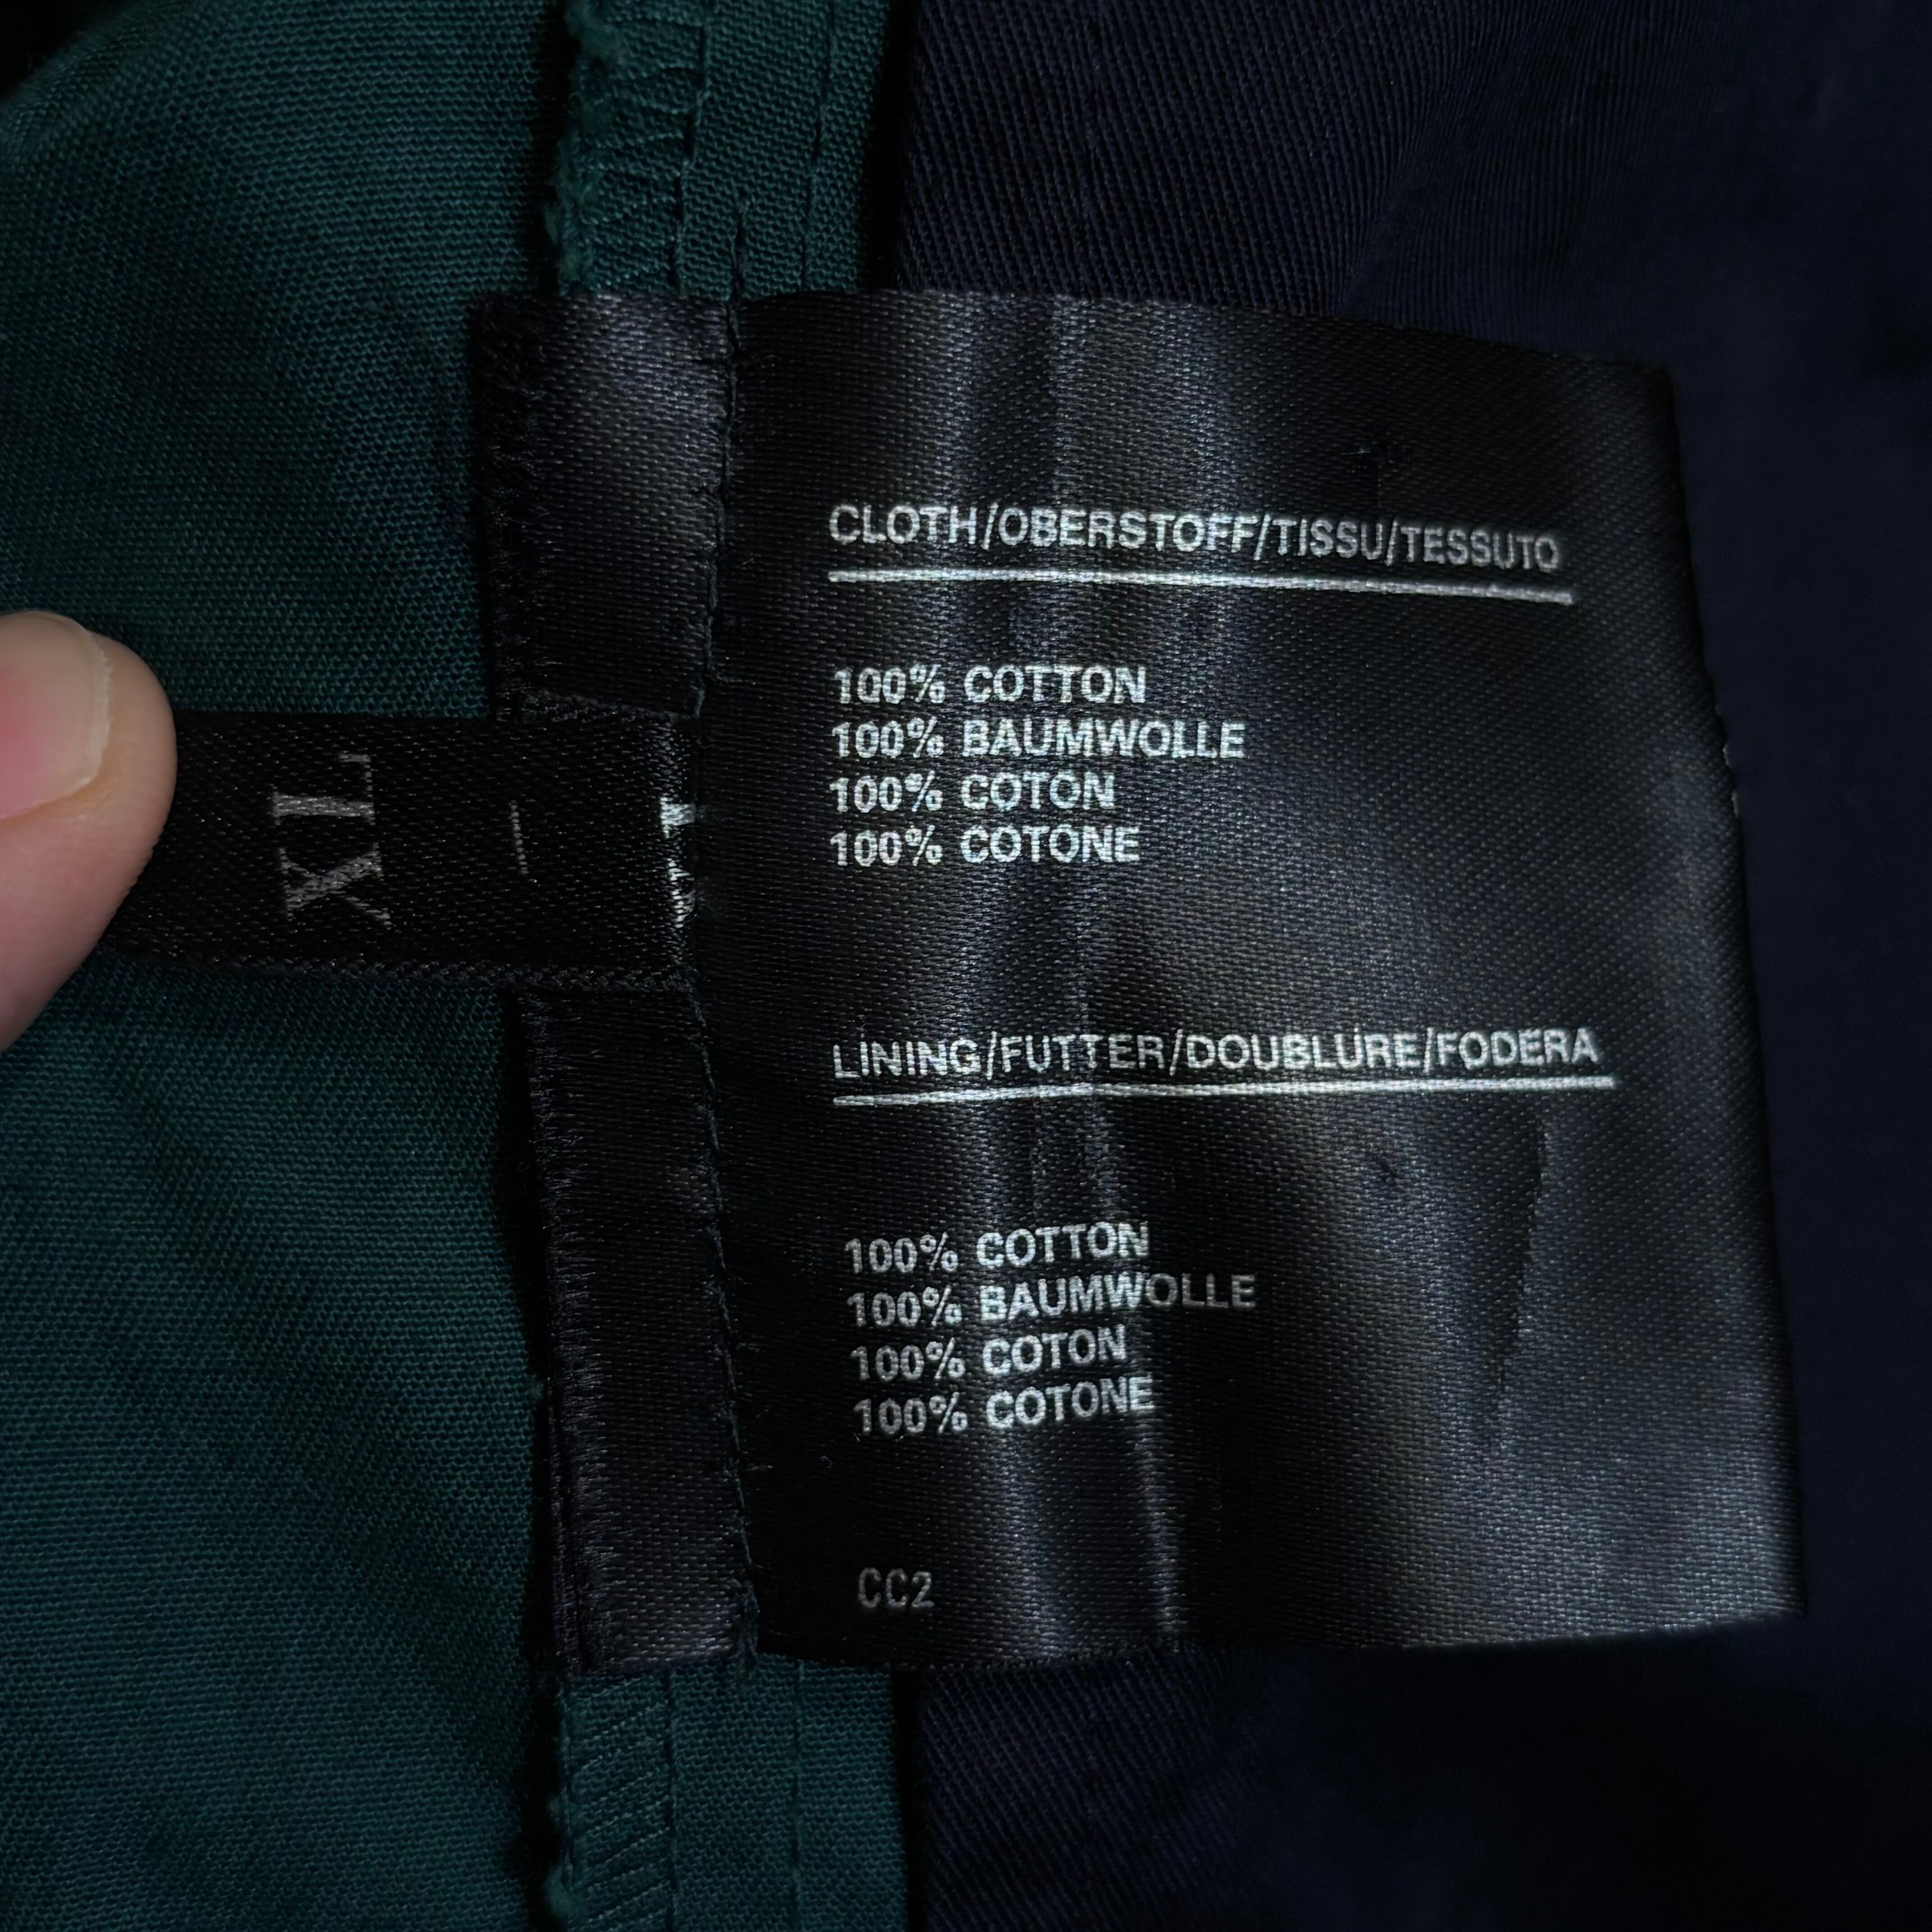 CLOTH/OBERSTOFF/TISSU/TESSUTO
100% COTTON
100% BAUMWOLLE
100% COTON
100% COTONE
LINING/FUTTER/DOUBLURE/FODERA
100% COTTON
100% BAUMWOLLE
100% COTON
100% COTONE
CC2